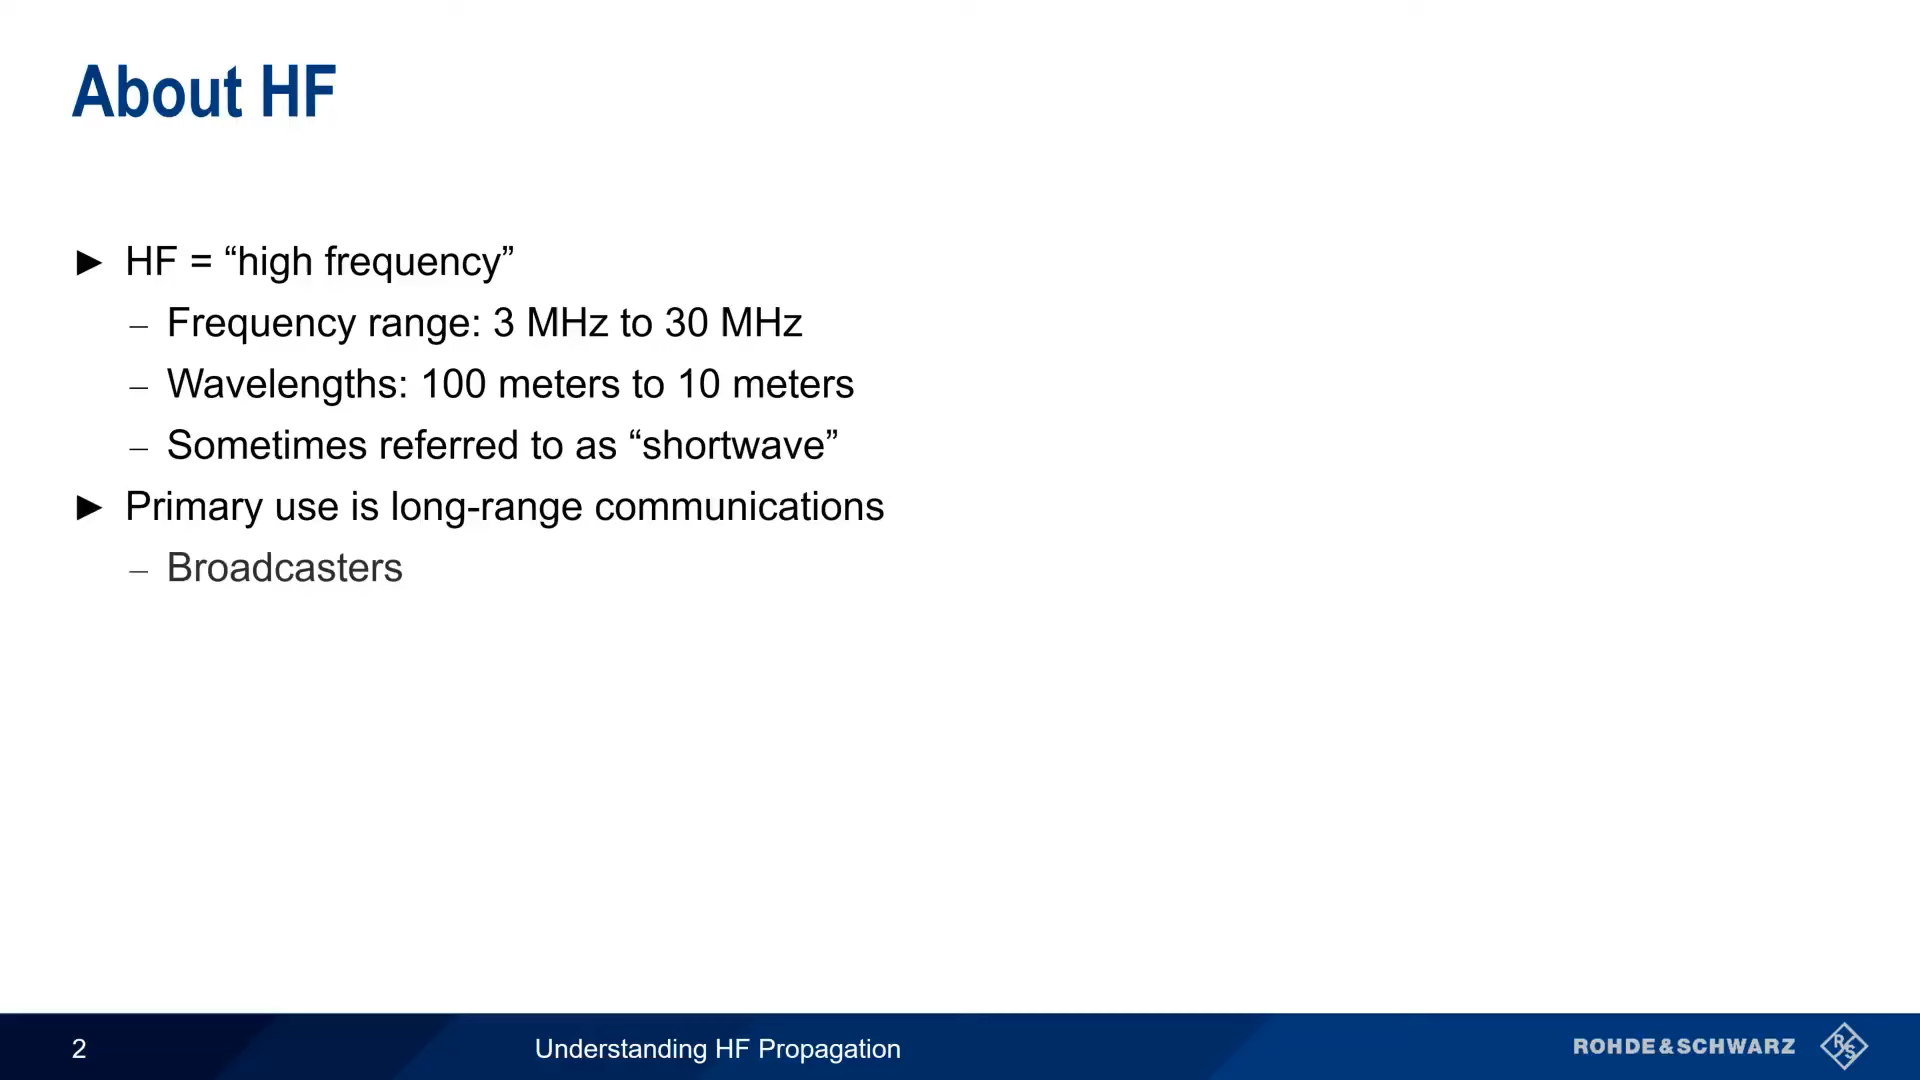 About HF
► HF = “high frequency”
– Frequency range: 3 MHz to 30 MHz
– Wavelengths: 100 meters to 10 meters
– Sometimes referred to as “shortwave”
► Primary use is long-range communications
– Broadcasters
2
Understanding HF Propagation
ROHDE&SCHWARZ
R&S